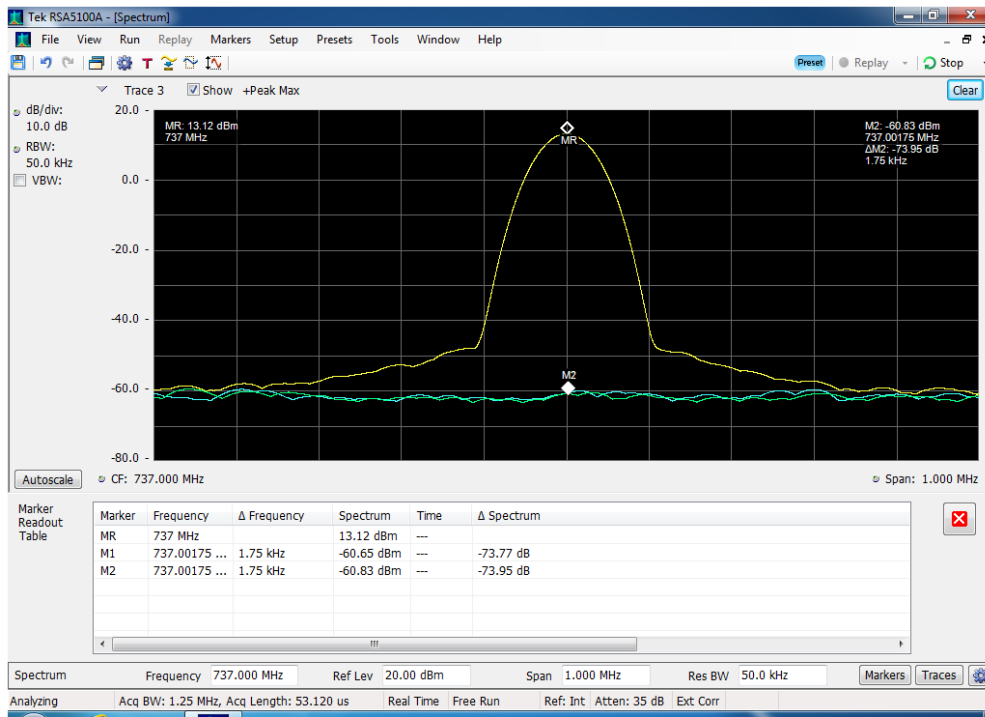 Tek RSA5100A - [Spectrum]
File View Run Replay Markers Setup Presets Tools Window Help
T Preset Replay Stop
Trace 3 Show +Peak Max Clear
dB/div:
10.0 dB
RBW:
50.0 kHz
VBW:
20.0 -
0.0 -
-20.0 -
-40.0 -
-60.0 -
-80.0 -
MR: 13.12 dBm
737 MHz
MR
M2: -60.83 dBm
737.00175 MHz
ΔM2: -73.95 dB
1.75 kHz
M2
Autoscale CF: 737.000 MHz Span: 1.000 MHz
Marker
Readout
Table
Marker Frequency Δ Frequency Spectrum Time Δ Spectrum
MR 737 MHz 13.12 dBm ---
M1 737.00175 ... 1.75 kHz -60.65 dBm --- -73.77 dB
M2 737.00175 ... 1.75 kHz -60.83 dBm --- -73.95 dB
Spectrum Frequency 737.000 MHz Ref Lev 20.00 dBm Span 1.000 MHz Res BW 50.0 kHz Markers Traces
Analyzing Acq BW: 1.25 MHz, Acq Length: 53.120 us Real Time Free Run Ref: Int Atten: 35 dB Ext Corr